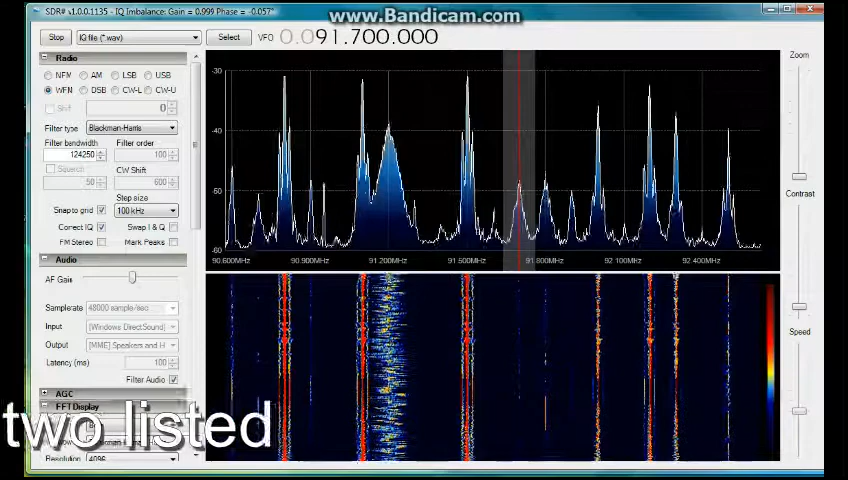 SDR# v1.0.0.1135 - IQ Imbalance: Gain = 0.999 Phase = -0.057°
www.Bandicam.com
Stop
IQ file (*.wav)
Select
VFO
0.091.700.000
Radio
NFM AM LSB USB
WFM DSB CW-L CW-U
Shift 0
Filter type Blackman-Harris
Filter bandwidth Filter order
124250 100
Squelch CW Shift
50 600
Step size
Snap to grid 100 kHz
Correct IQ Swap I & Q
FM Stereo Mark Peaks
Audio
AF Gain
Samplerate 48000 sample/sec
Input [Windows DirectSound]
Output [MME] Speakers and H
Latency (ms) 100
Filter Audio
AGC
FFT Display
Resolution 4096
-30
-40
-50
-60
90.600MHz 90.900MHz 91.200MHz 91.500MHz 91.800MHz 92.100MHz 92.400MHz
Zoom
Contrast
Speed
two listed